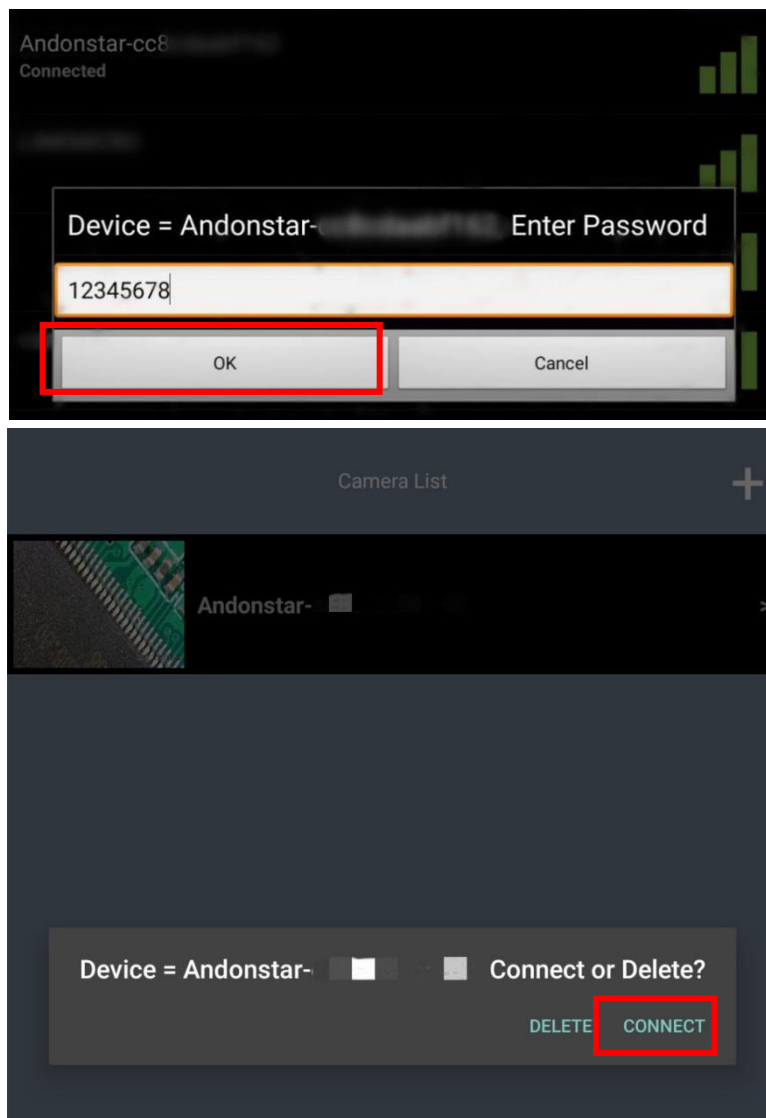 Andonstar-cc8
Connected
Device = Andonstar- Enter Password
12345678
OK
Cancel
Camera List
+
Andonstar-
>
Device = Andonstar- Connect or Delete?
DELETE
CONNECT